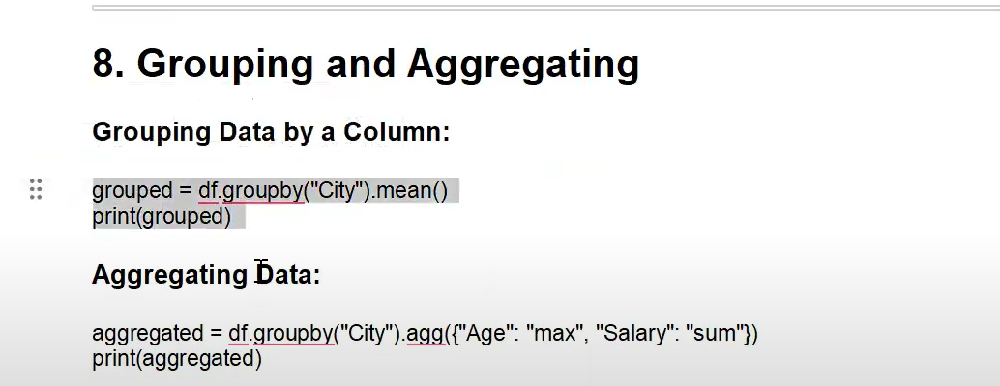 8. Grouping and Aggregating
Grouping Data by a Column:
grouped = df.groupby("City").mean()
print(grouped)
Aggregating Data:
aggregated = df.groupby("City").agg({"Age": "max", "Salary": "sum"})
print(aggregated)